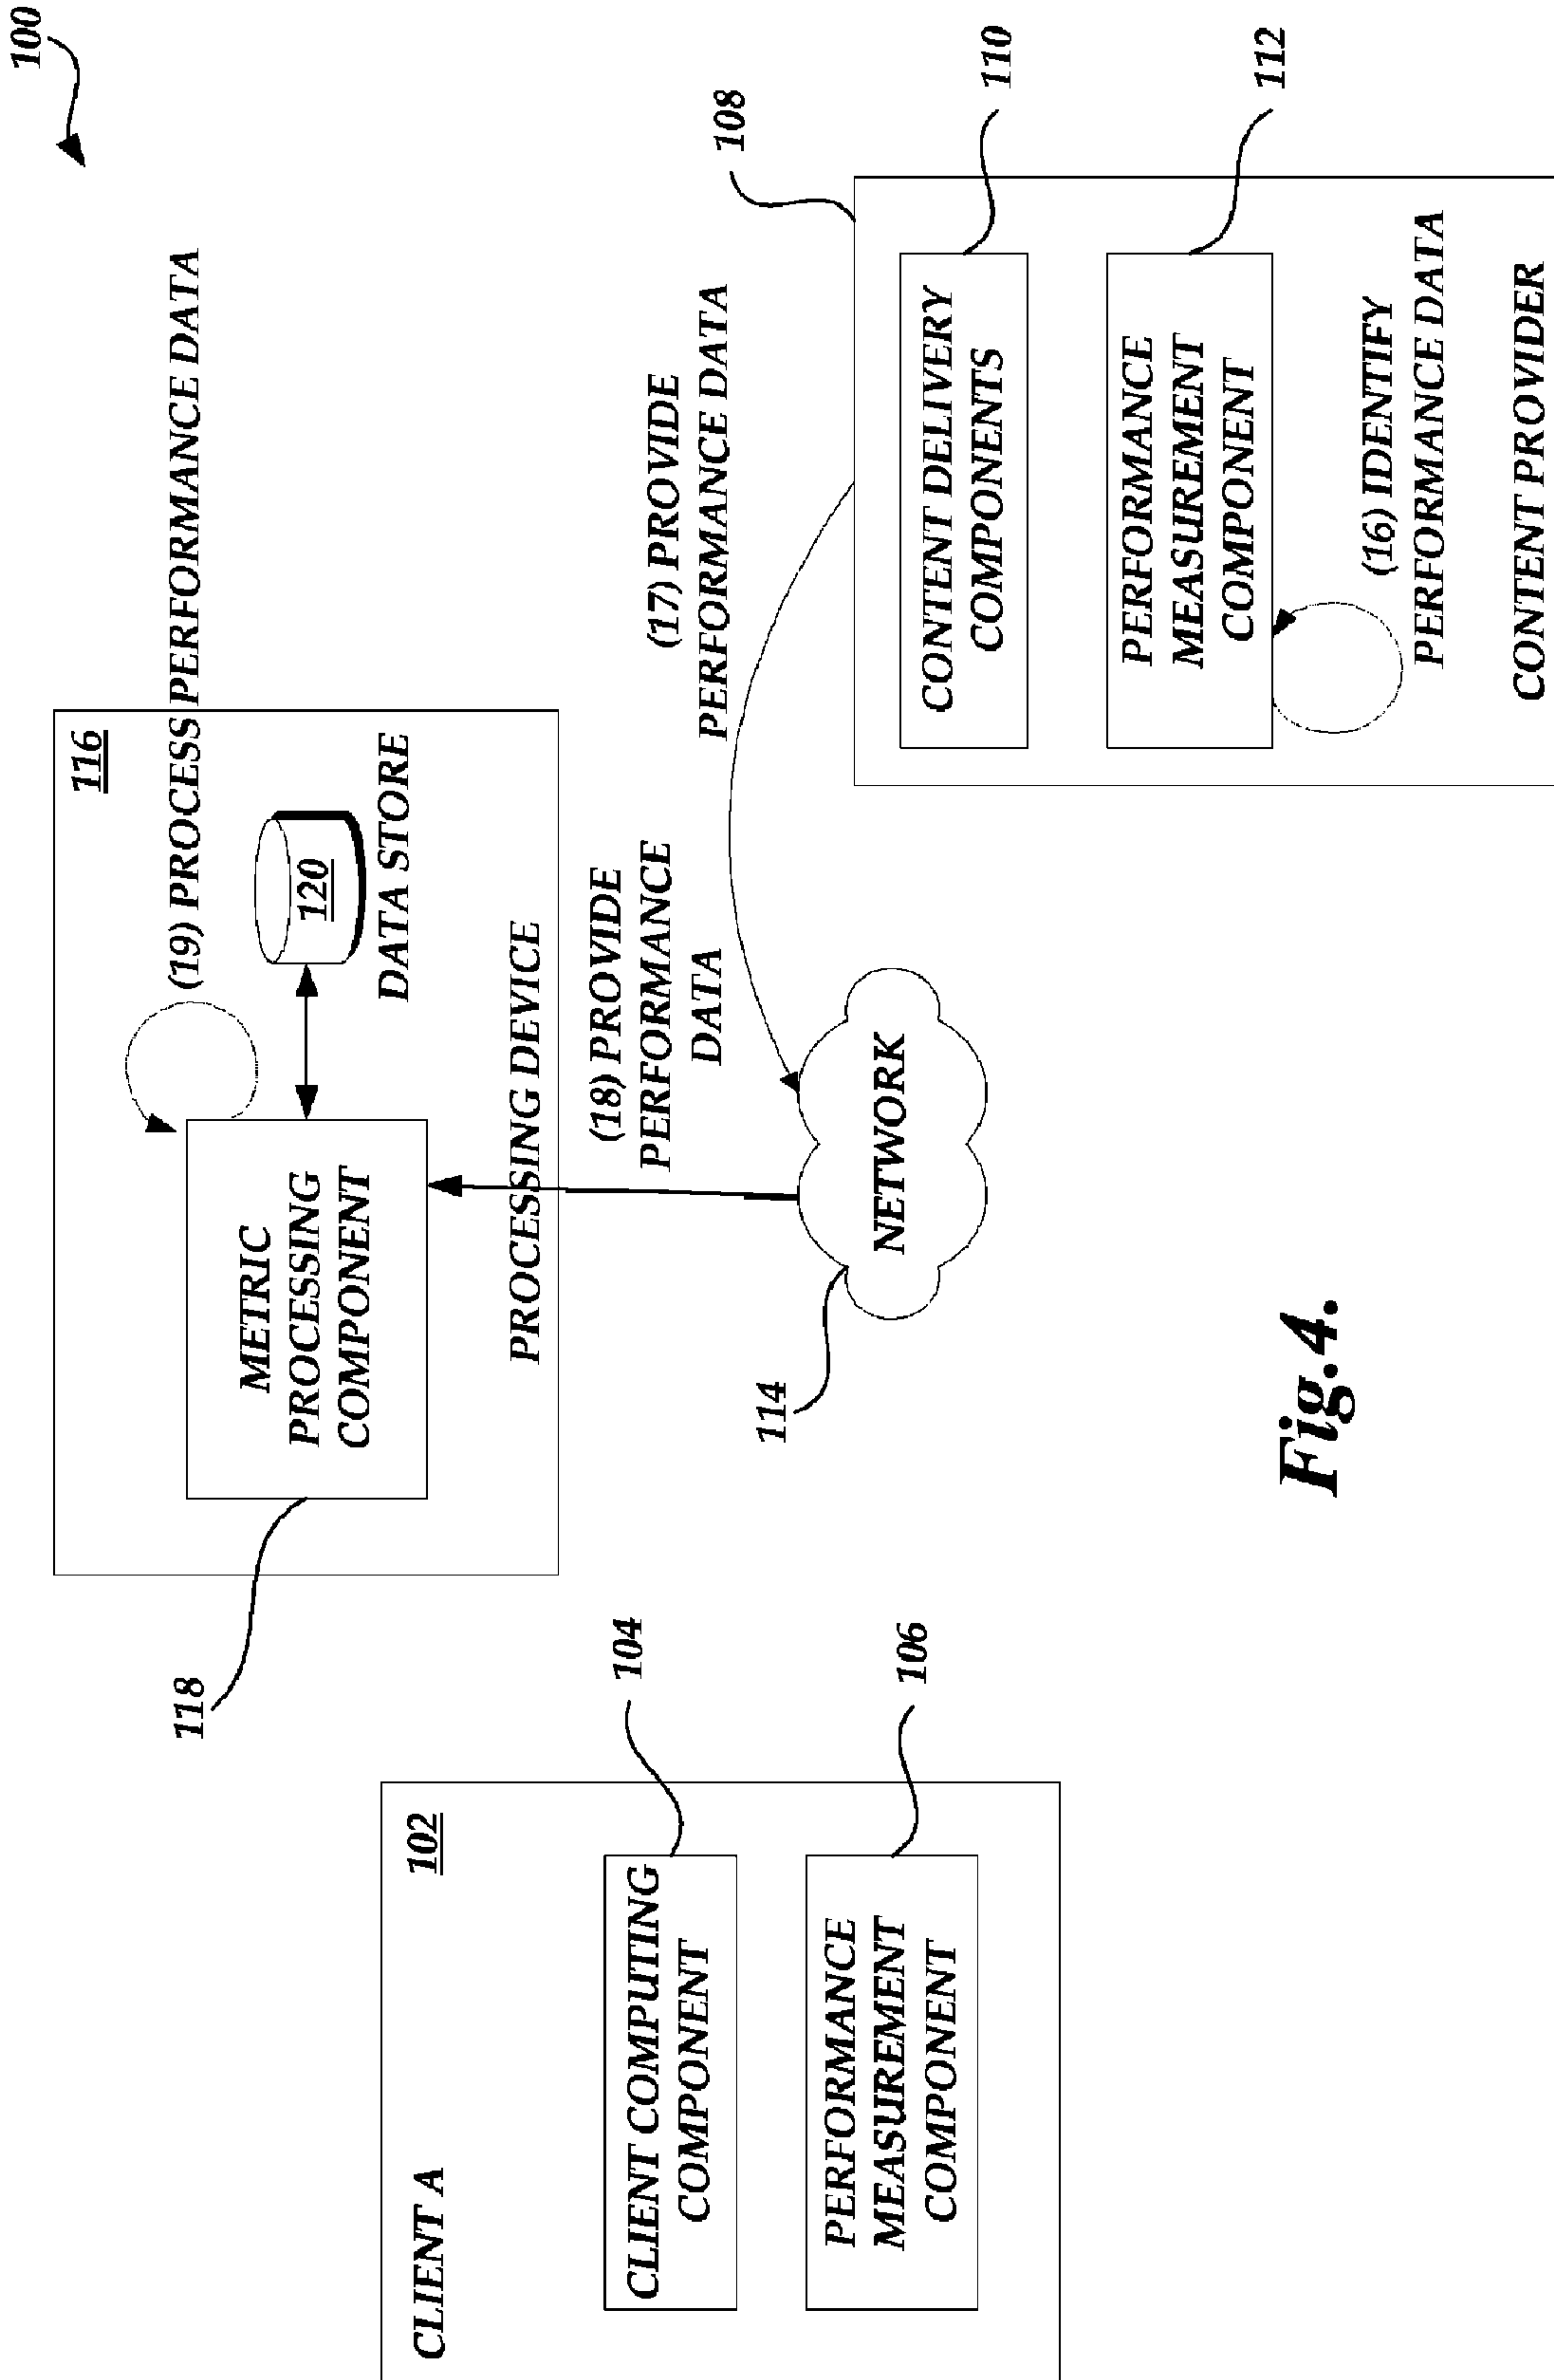 100
116
(19) PROCESS PERFORMANCE DATA
METRIC
PROCESSING
COMPONENT
120
DATA STORE
PROCESSING DEVICE
118
(18) PROVIDE
PERFORMANCE
DATA
(17) PROVIDE
PERFORMANCE DATA
CLIENT A
102
CLIENT COMPUTING
COMPONENT
104
PERFORMANCE
MEASUREMENT
COMPONENT
106
NETWORK
114
108
CONTENT DELIVERY
COMPONENTS
110
PERFORMANCE
MEASUREMENT
COMPONENT
112
(16) IDENTIFY
PERFORMANCE DATA
CONTENT PROVIDER
Fig.4.